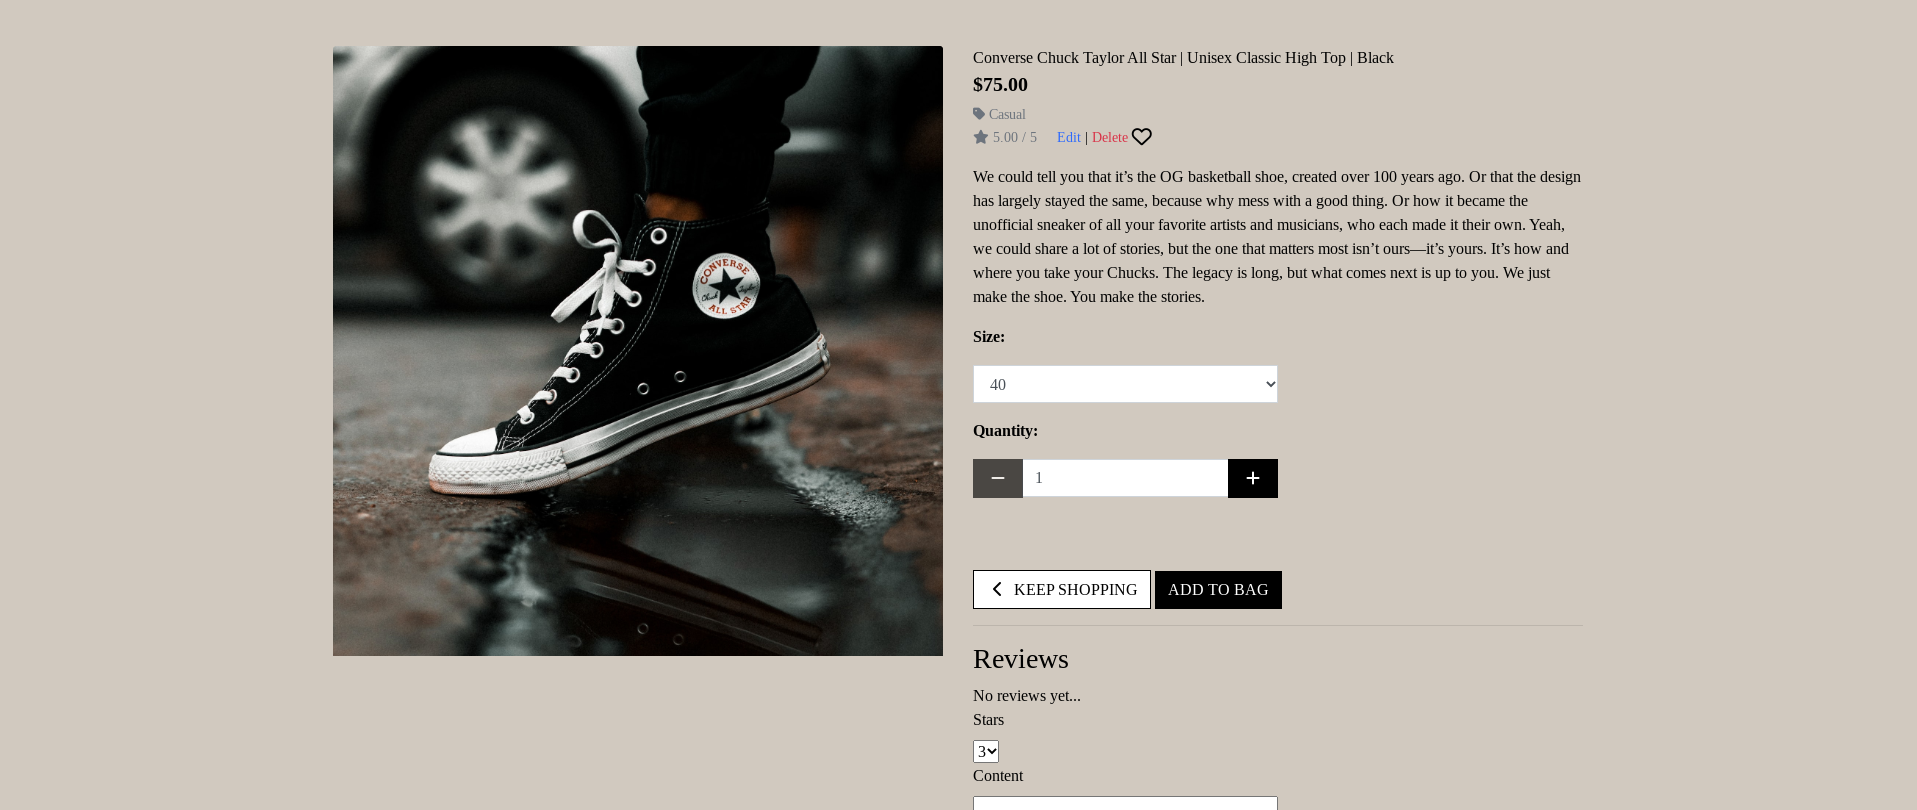 Converse Chuck Taylor All Star | Unisex Classic High Top | Black
$75.00
Casual
5.00 / 5 Edit | Delete
We could tell you that it’s the OG basketball shoe, created over 100 years ago. Or that the design
has largely stayed the same, because why mess with a good thing. Or how it became the
unofficial sneaker of all your favorite artists and musicians, who each made it their own. Yeah,
we could share a lot of stories, but the one that matters most isn’t ours—it’s yours. It’s how and
where you take your Chucks. The legacy is long, but what comes next is up to you. We just
make the shoe. You make the stories.
Size:
40
Quantity:
1
KEEP SHOPPING ADD TO BAG
Reviews
No reviews yet...
Stars
3
Content
CONVERSE
Chuck Taylor
ALL STAR